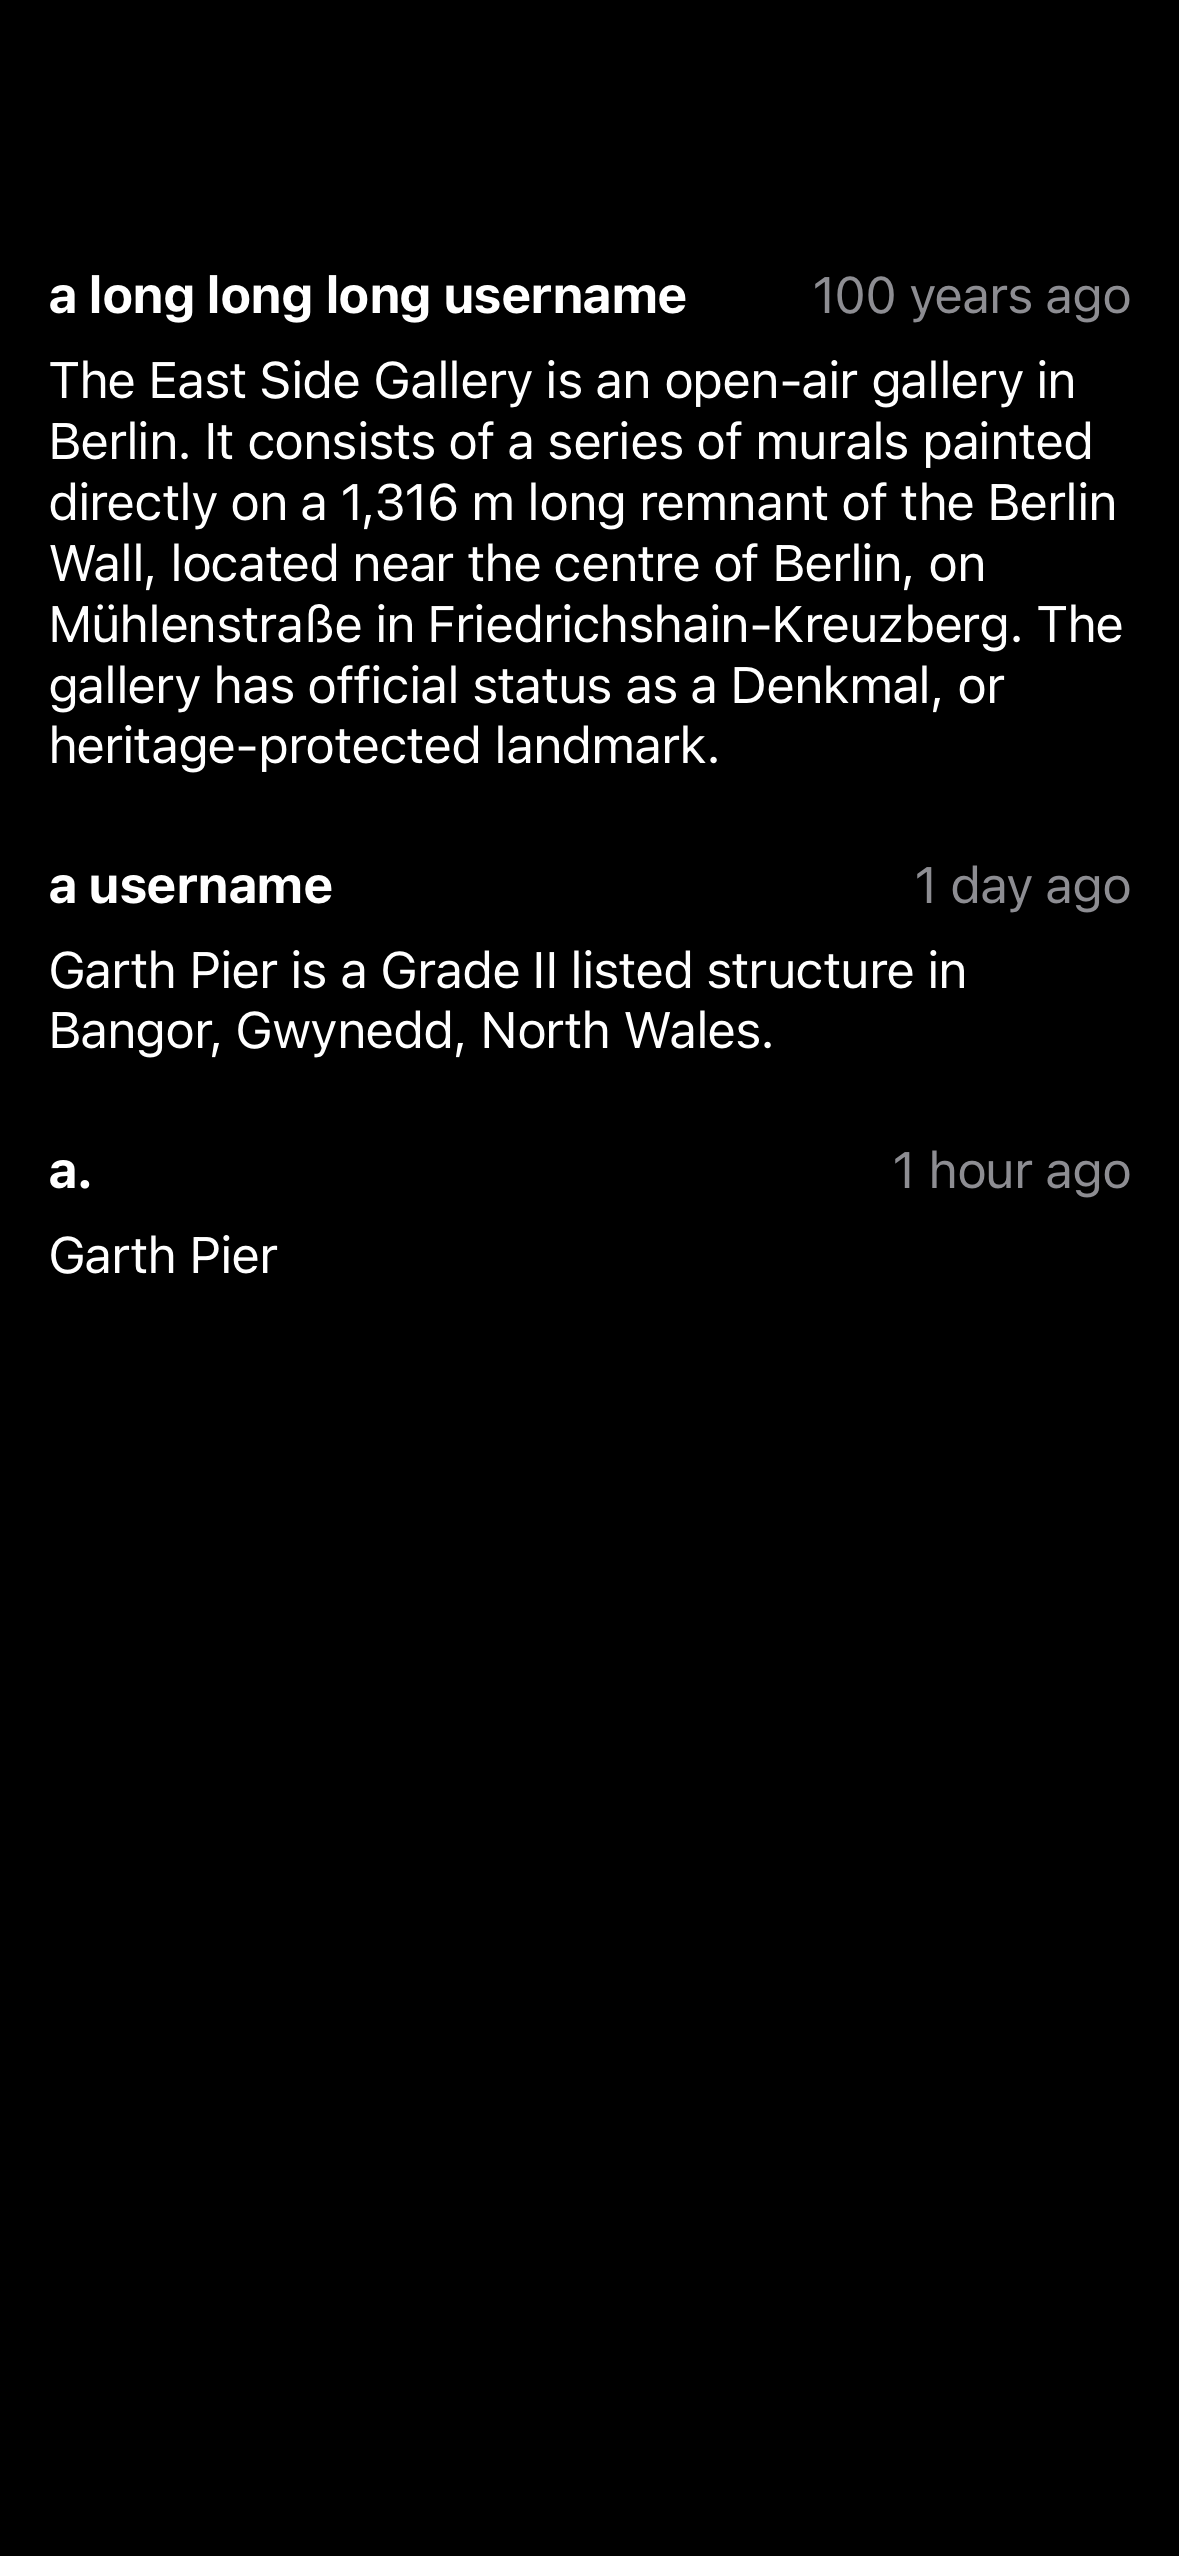 a long long long username 100 years ago
The East Side Gallery is an open-air gallery in
Berlin. It consists of a series of murals painted
directly on a 1,316 m long remnant of the Berlin
Wall, located near the centre of Berlin, on
Mühlenstraße in Friedrichshain-Kreuzberg. The
gallery has official status as a Denkmal, or
heritage-protected landmark.
a username 1 day ago
Garth Pier is a Grade II listed structure in
Bangor, Gwynedd, North Wales.
a. 1 hour ago
Garth Pier